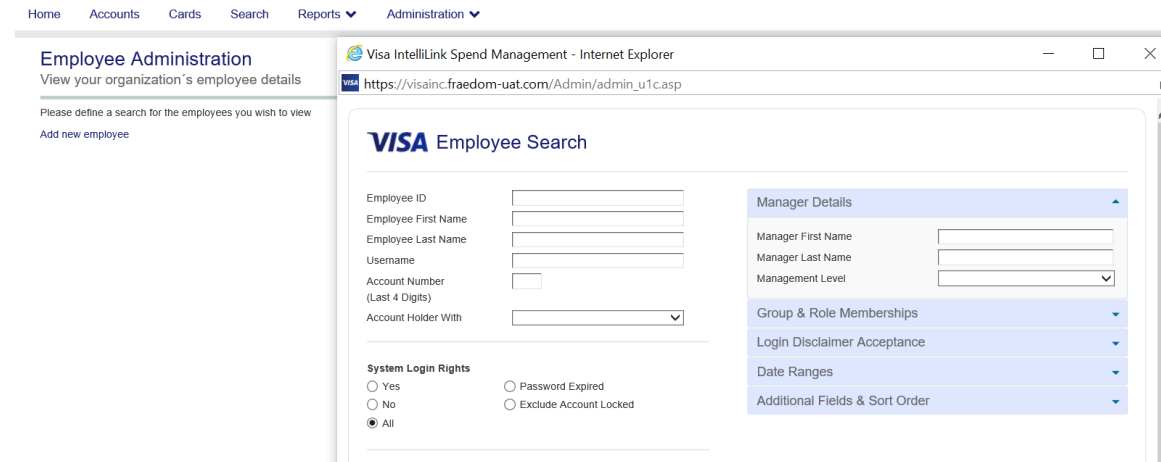 Home Accounts Cards Search Reports Administration
Employee Administration
View your organization´s employee details
Please define a search for the employees you wish to view
Add new employee
Visa IntelliLink Spend Management - Internet Explorer
VISA https://visainc.fraedom-uat.com/Admin/admin_u1c.asp
VISA Employee Search
Employee ID
Employee First Name
Employee Last Name
Username
Account Number
(Last 4 Digits)
Account Holder With
System Login Rights
Yes Password Expired
No Exclude Account Locked
All
Manager Details
Manager First Name
Manager Last Name
Management Level
Group & Role Memberships
Login Disclaimer Acceptance
Date Ranges
Additional Fields & Sort Order